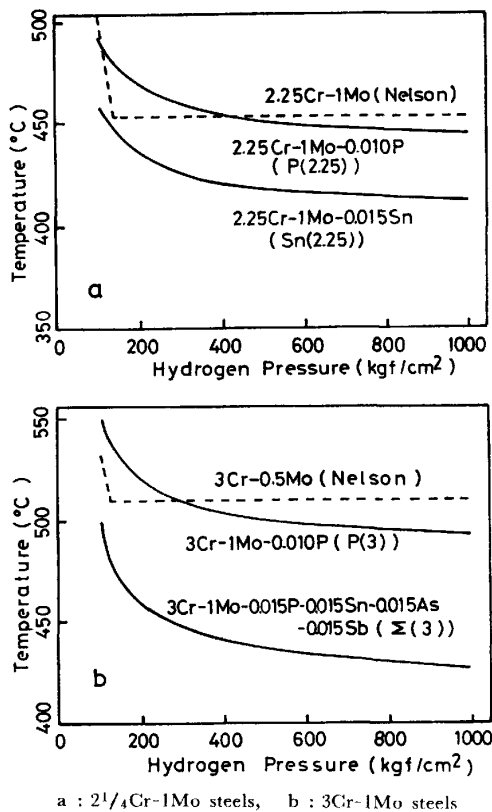 500
450
400
350
Temperature (°C)
2.25Cr-1Mo (Nelson)
2.25Cr-1Mo-0.010P
( P(2.25) )
2.25Cr-1Mo-0.015Sn
( Sn(2.25) )
a
0 200 400 600 800 1000
Hydrogen Pressure (kgf/cm²)
550
500
450
400
Temperature (°C)
3Cr-0.5Mo (Nelson)
3Cr-1Mo-0.010P ( P(3) )
3Cr-1Mo-0.015P-0.015Sn-0.015As
-0.015Sb ( Σ(3) )
b
0 200 400 600 800 1000
Hydrogen Pressure (kgf/cm²)
a : 2¹/₄Cr-1Mo steels, b : 3Cr-1Mo steels